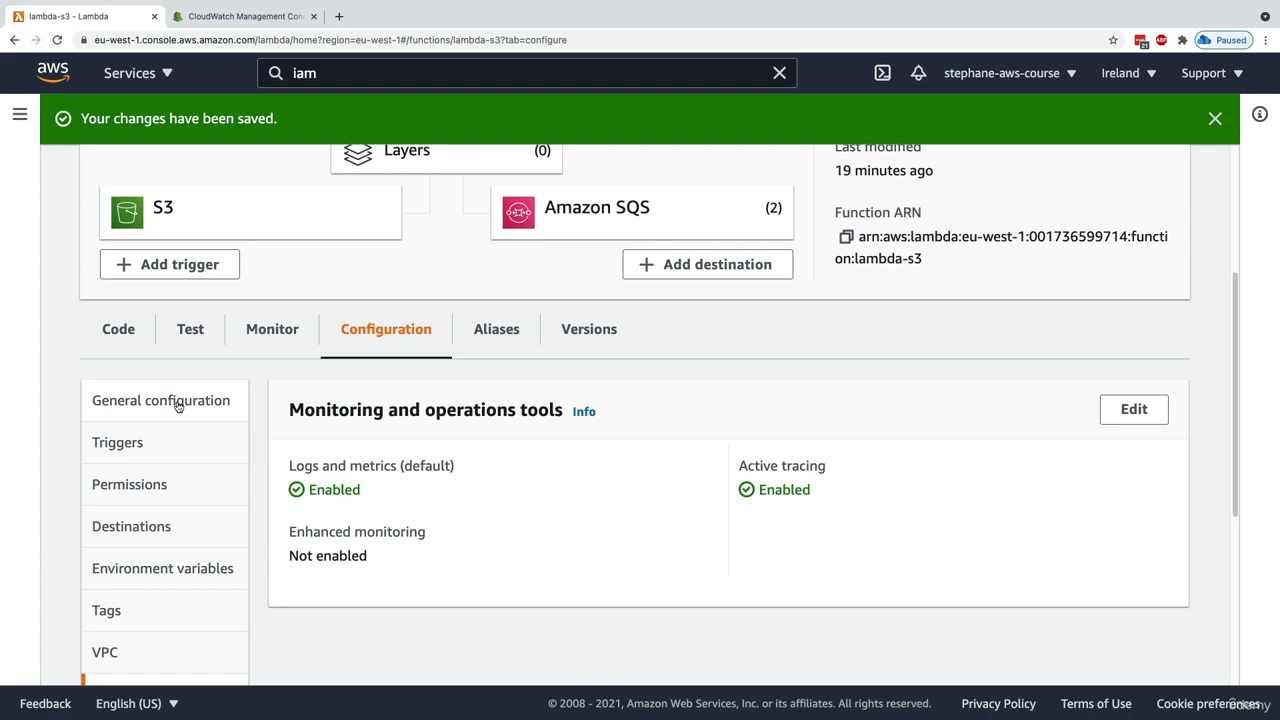 lambda-s3 - Lambda
CloudWatch Management Con
eu-west-1.console.aws.amazon.com/lambda/home?region=eu-west-1#/functions/lambda-s3?tab=configure
21
ABP
Paused
aws
Services
iam
stephane-aws-course
Ireland
Support
Your changes have been saved.
Layers
(0)
Last modified
19 minutes ago
S3
Amazon SQS
(2)
Function ARN
arn:aws:lambda:eu-west-1:001736599714:functi
on:lambda-s3
Add trigger
Add destination
Code
Test
Monitor
Configuration
Aliases
Versions
General configuration
Triggers
Permissions
Destinations
Environment variables
Tags
VPC
Monitoring and operations tools
Info
Edit
Logs and metrics (default)
Enabled
Active tracing
Enabled
Enhanced monitoring
Not enabled
Feedback
English (US)
© 2008 - 2021, Amazon Web Services, Inc. or its affiliates. All rights reserved.
Privacy Policy
Terms of Use
Cookie preferences
Udemy